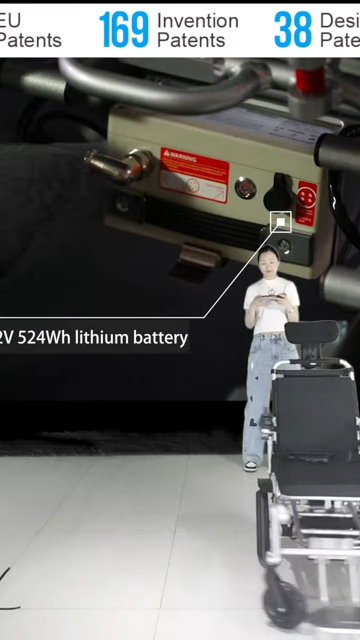 EU Patents
169 Invention Patents
38 Desi
Pate
WARNING
2V 524Wh lithium battery